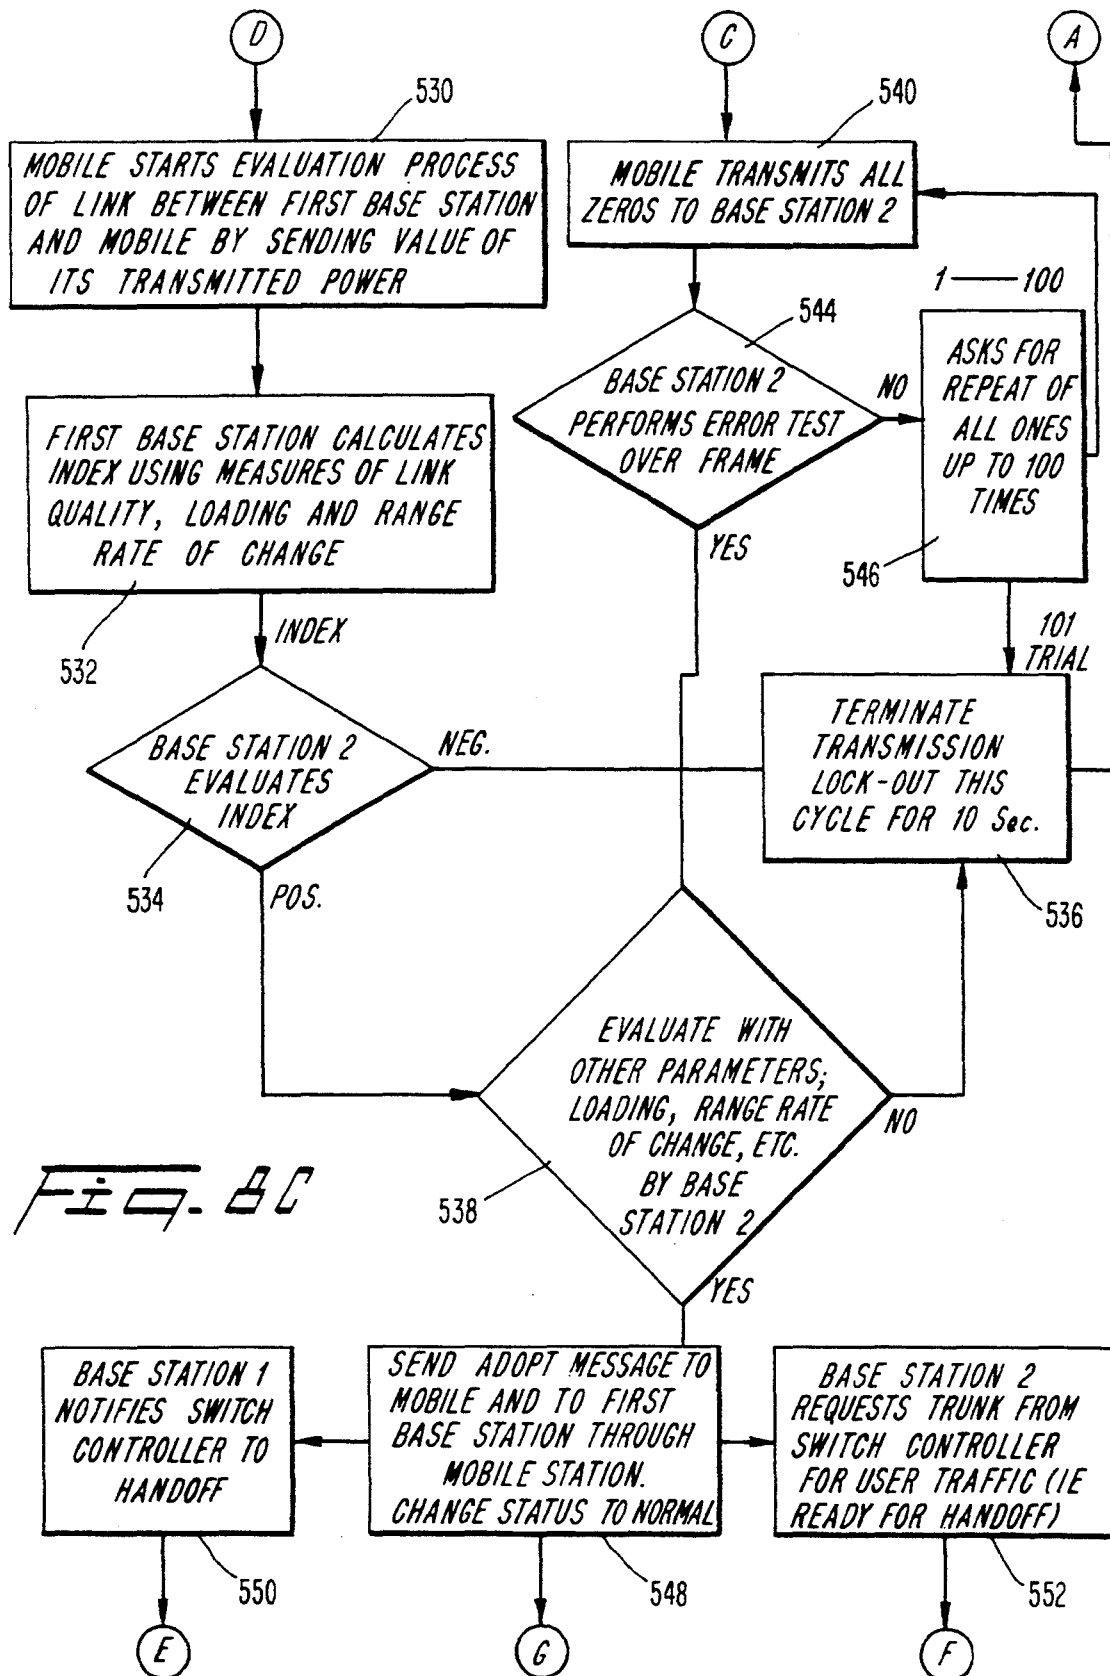 D
C
A
530
540
MOBILE STARTS EVALUATION PROCESS
OF LINK BETWEEN FIRST BASE STATION
AND MOBILE BY SENDING VALUE OF
ITS TRANSMITTED POWER
MOBILE TRANSMITS ALL
ZEROS TO BASE STATION 2
1 — 100
544
BASE STATION 2
PERFORMS ERROR TEST
OVER FRAME
NO
YES
ASKS FOR
REPEAT OF
ALL ONES
UP TO 100
TIMES
546
101
TRIAL
FIRST BASE STATION CALCULATES
INDEX USING MEASURES OF LINK
QUALITY, LOADING AND RANGE
RATE OF CHANGE
532
INDEX
BASE STATION 2
EVALUATES
INDEX
NEG.
POS.
534
TERMINATE
TRANSMISSION
LOCK-OUT THIS
CYCLE FOR 10 Sec.
536
EVALUATE WITH
OTHER PARAMETERS;
LOADING, RANGE RATE
OF CHANGE, ETC.
BY BASE
STATION 2
NO
538
YES
Fig. 8C
BASE STATION 1
NOTIFIES SWITCH
CONTROLLER TO
HANDOFF
550
SEND ADOPT MESSAGE TO
MOBILE AND TO FIRST
BASE STATION THROUGH
MOBILE STATION.
CHANGE STATUS TO NORMAL
548
BASE STATION 2
REQUESTS TRUNK FROM
SWITCH CONTROLLER
FOR USER TRAFFIC (IE
READY FOR HANDOFF)
552
E
G
F